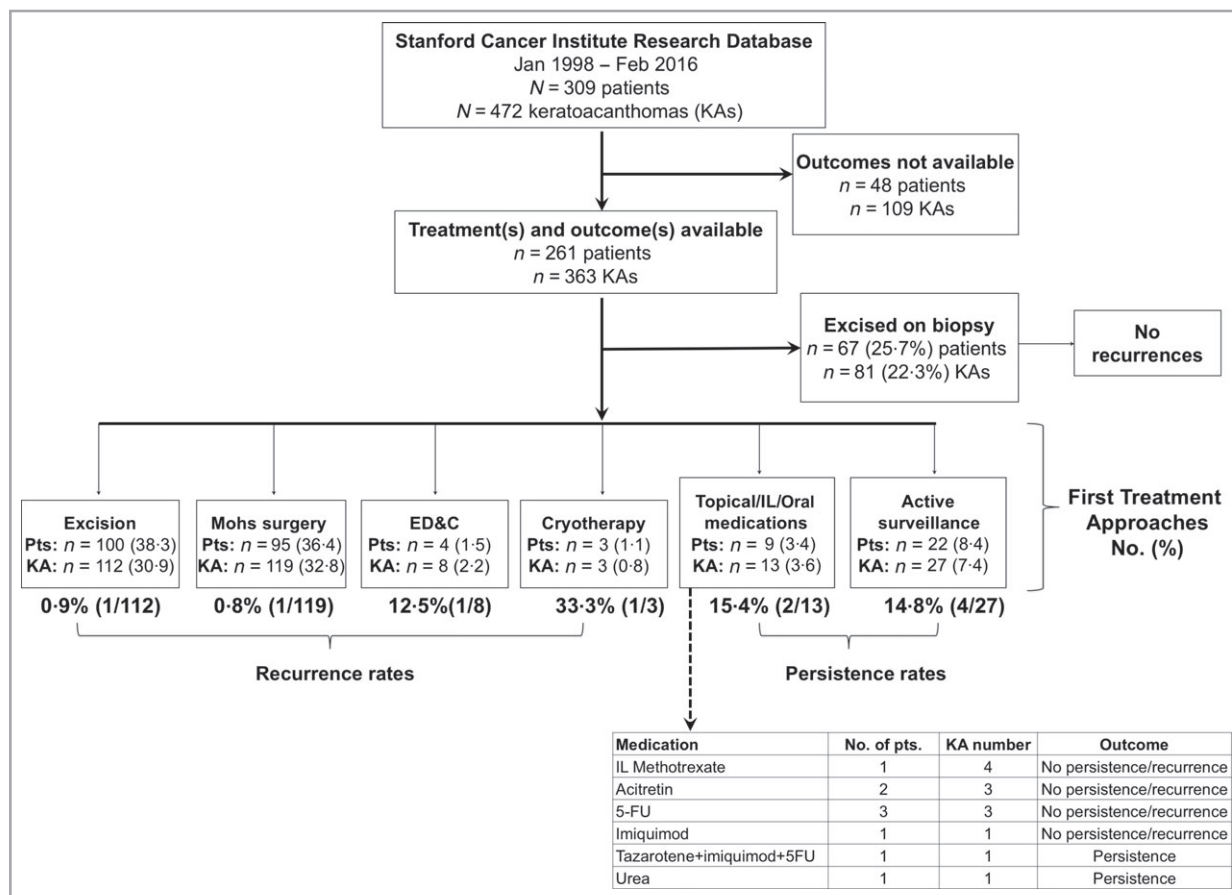 Stanford Cancer Institute Research Database
Jan 1998 – Feb 2016
N = 309 patients
N = 472 keratoacanthomas (KAs)
Outcomes not available
n = 48 patients
n = 109 KAs
Treatment(s) and outcome(s) available
n = 261 patients
n = 363 KAs
Excised on biopsy
n = 67 (25·7%) patients
n = 81 (22·3%) KAs
No
recurrences
Excision
Pts: n = 100 (38·3)
KA: n = 112 (30·9)
Mohs surgery
Pts: n = 95 (36·4)
KA: n = 119 (32·8)
ED&C
Pts: n = 4 (1·5)
KA: n = 8 (2·2)
Cryotherapy
Pts: n = 3 (1·1)
KA: n = 3 (0·8)
Topical/IL/Oral
medications
Pts: n = 9 (3·4)
KA: n = 13 (3·6)
Active
surveillance
Pts: n = 22 (8·4)
KA: n = 27 (7·4)
First Treatment
Approaches
No. (%)
0·9% (1/112) 0·8% (1/119) 12·5%(1/8) 33·3% (1/3) 15·4% (2/13) 14·8% (4/27)
Recurrence rates Persistence rates
Medication No. of pts. KA number Outcome
IL Methotrexate 1 4 No persistence/recurrence
Acitretin 2 3 No persistence/recurrence
5-FU 3 3 No persistence/recurrence
Imiquimod 1 1 No persistence/recurrence
Tazarotene+imiquimod+5FU 1 1 Persistence
Urea 1 1 Persistence